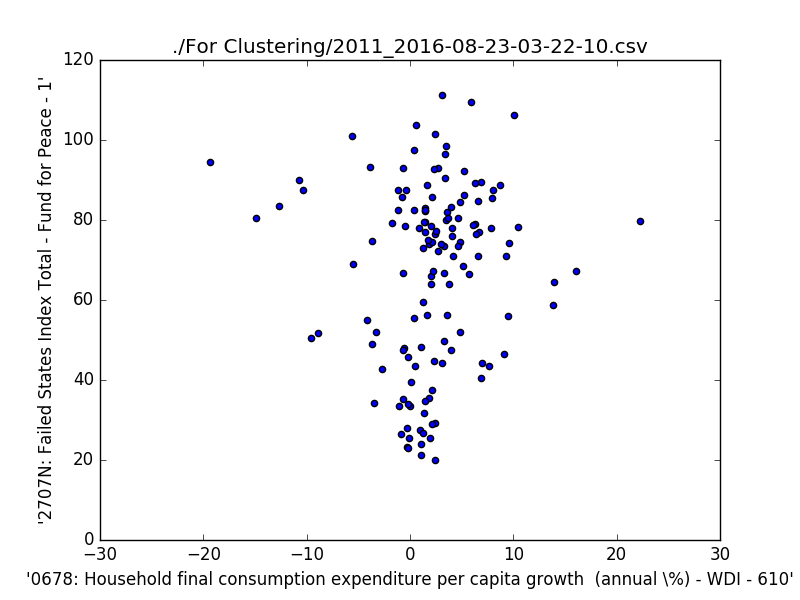 ./For Clustering/2011_2016-08-23-03-22-10.csv
'2707N: Failed States Index Total - Fund for Peace - 1'
120
100
80
60
40
20
0
−30 −20 −10 0 10 20 30
'0678: Household final consumption expenditure per capita growth  (annual \%) - WDI - 610'